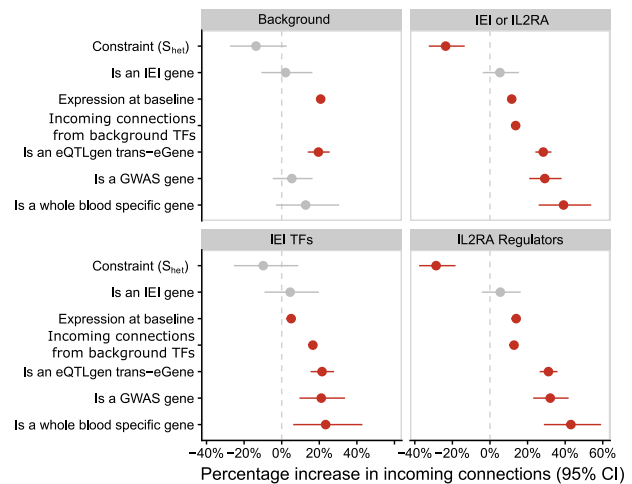 Background
IEI or IL2RA
Constraint (Shet)
Is an IEI gene
Expression at baseline
Incoming connections
from background TFs
Is an eQTLgen trans−eGene
Is a GWAS gene
Is a whole blood specific gene
IEI TFs
IL2RA Regulators
Constraint (Shet)
Is an IEI gene
Expression at baseline
Incoming connections
from background TFs
Is an eQTLgen trans−eGene
Is a GWAS gene
Is a whole blood specific gene
−40% −20% 0% 20% 40% −40% −20% 0% 20% 40% 60%
Percentage increase in incoming connections (95% CI)